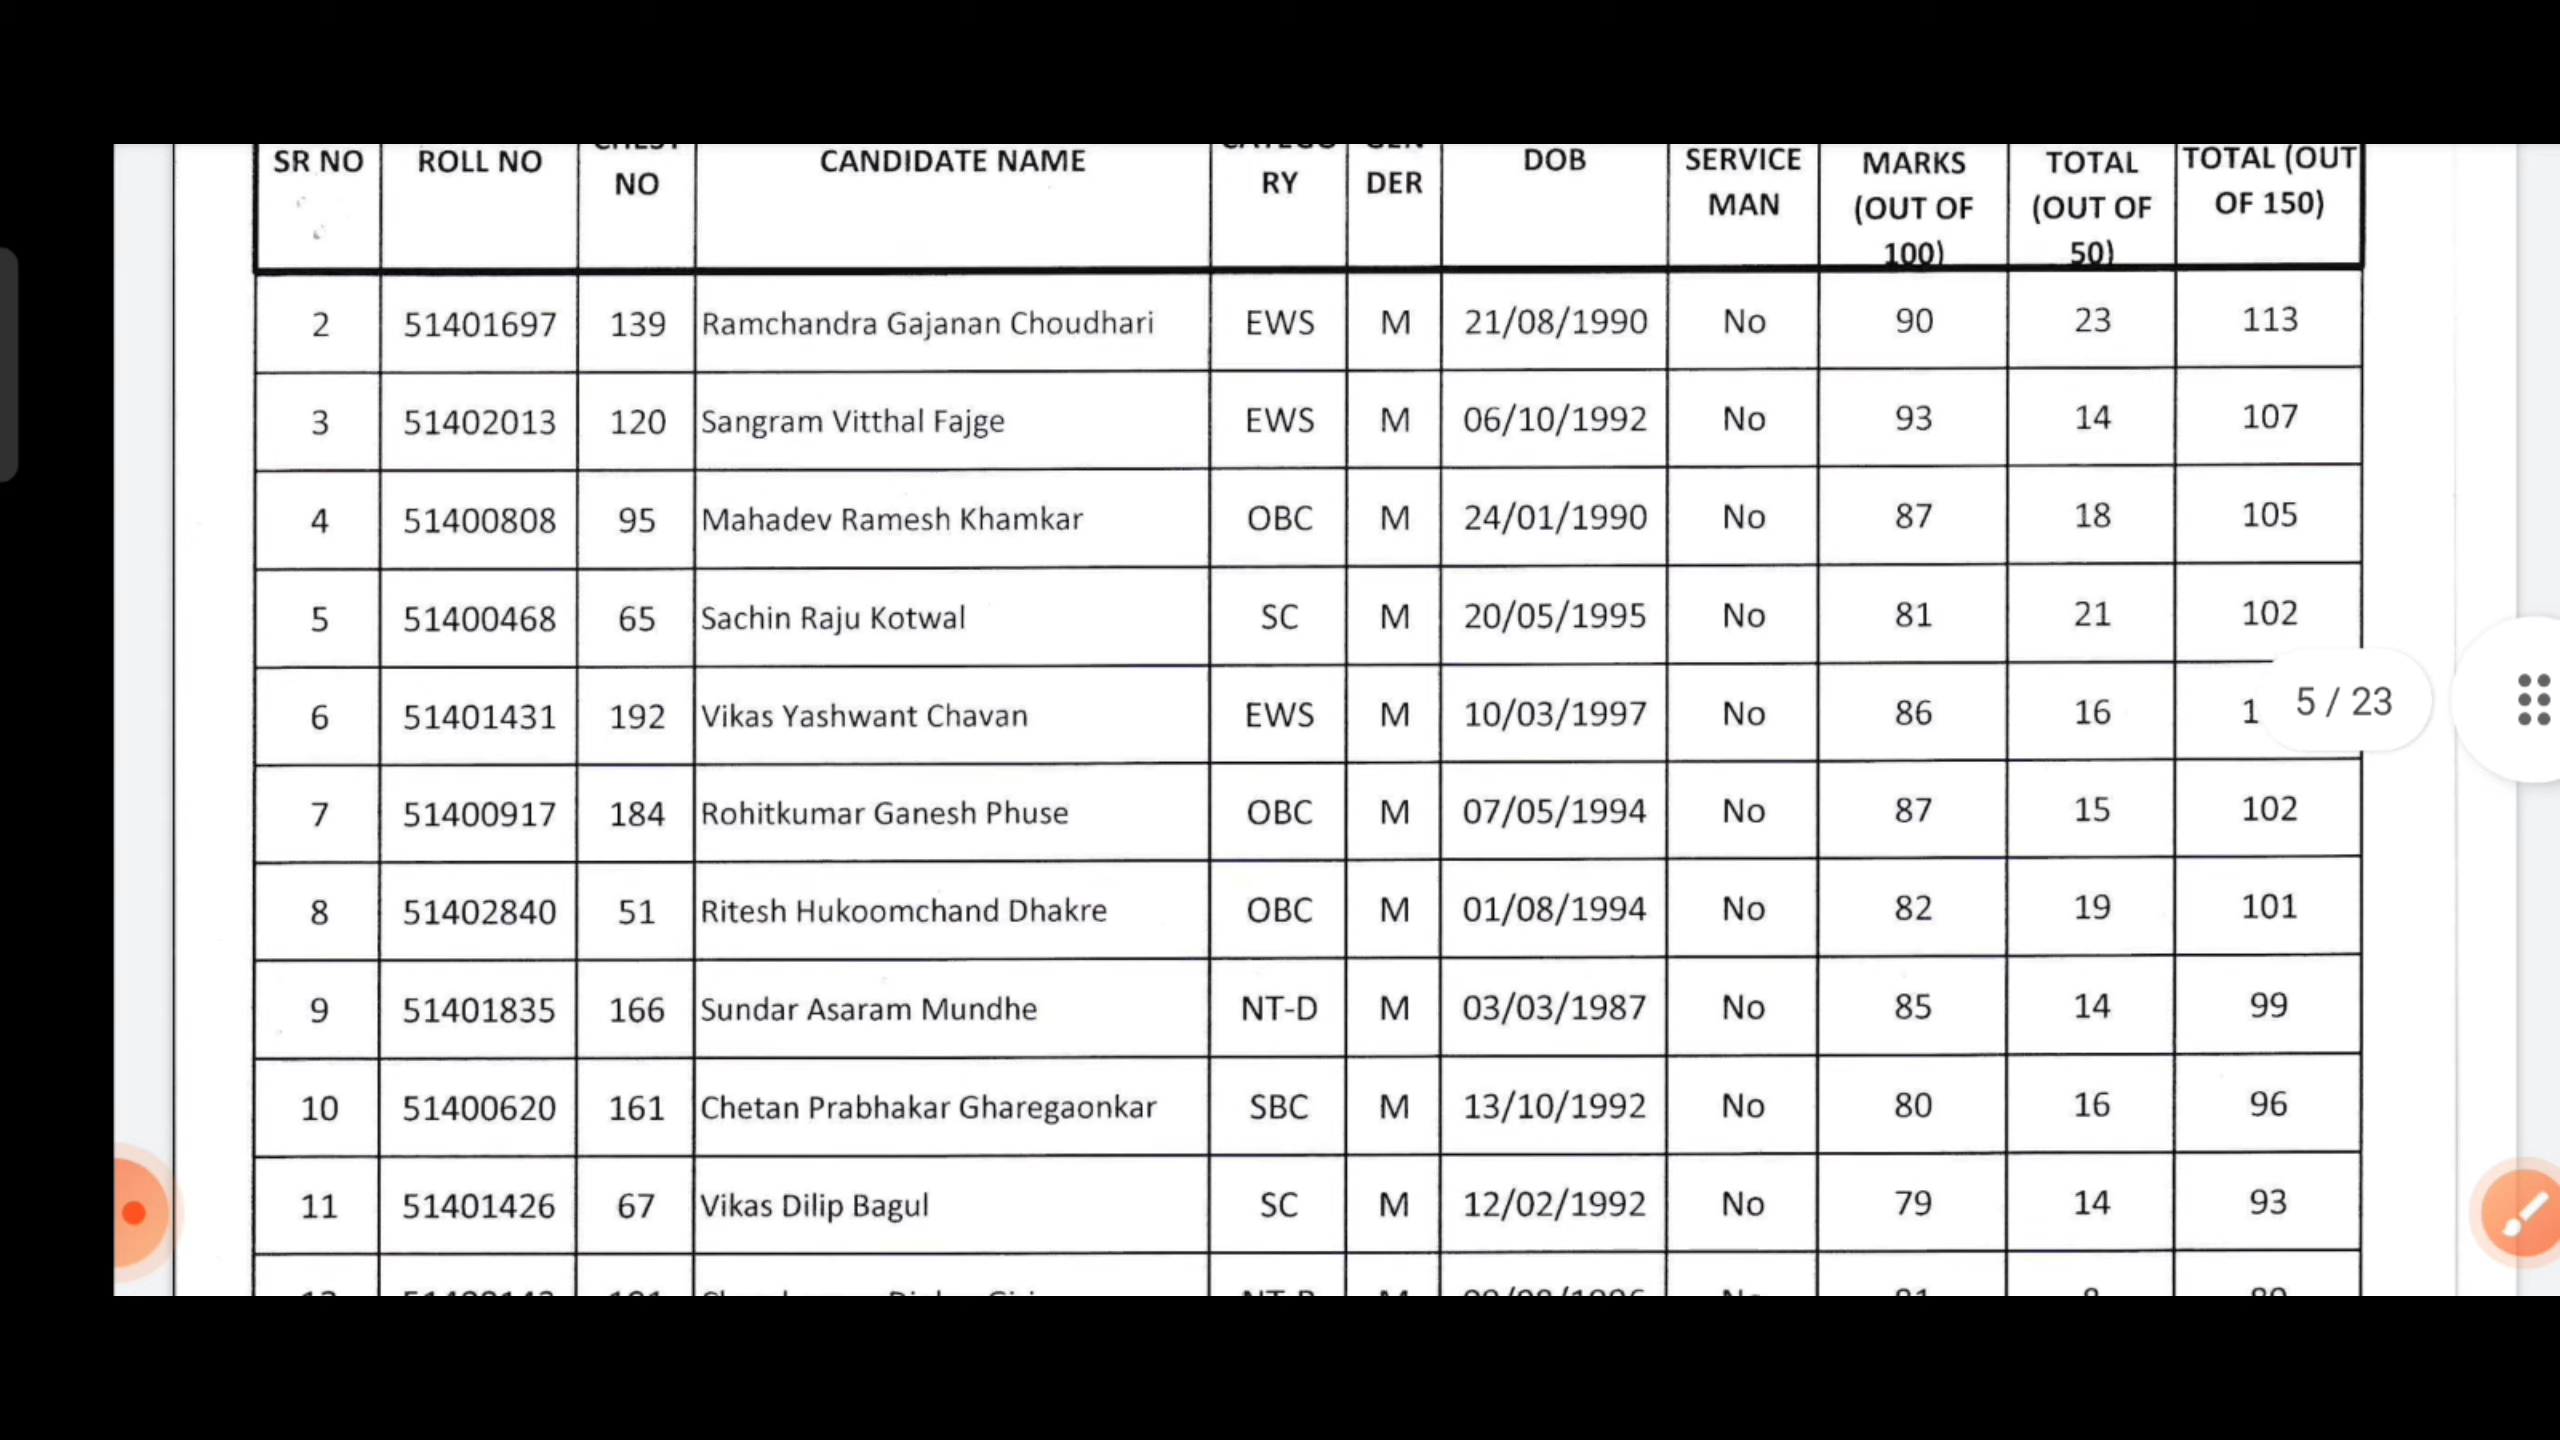 SR NO ROLL NO CHEST NO CANDIDATE NAME CATEGO RY GEN DER DOB SERVICE MAN MARKS (OUT OF 100) TOTAL (OUT OF 50) TOTAL (OUT OF 150)
2 51401697 139 Ramchandra Gajanan Choudhari EWS M 21/08/1990 No 90 23 113
3 51402013 120 Sangram Vitthal Fajge EWS M 06/10/1992 No 93 14 107
4 51400808 95 Mahadev Ramesh Khamkar OBC M 24/01/1990 No 87 18 105
5 51400468 65 Sachin Raju Kotwal SC M 20/05/1995 No 81 21 102
6 51401431 192 Vikas Yashwant Chavan EWS M 10/03/1997 No 86 16
5 / 23
7 51400917 184 Rohitkumar Ganesh Phuse OBC M 07/05/1994 No 87 15 102
8 51402840 51 Ritesh Hukoomchand Dhakre OBC M 01/08/1994 No 82 19 101
9 51401835 166 Sundar Asaram Mundhe NT-D M 03/03/1987 No 85 14 99
10 51400620 161 Chetan Prabhakar Gharegaonkar SBC M 13/10/1992 No 80 16 96
11 51401426 67 Vikas Dilip Bagul SC M 12/02/1992 No 79 14 93